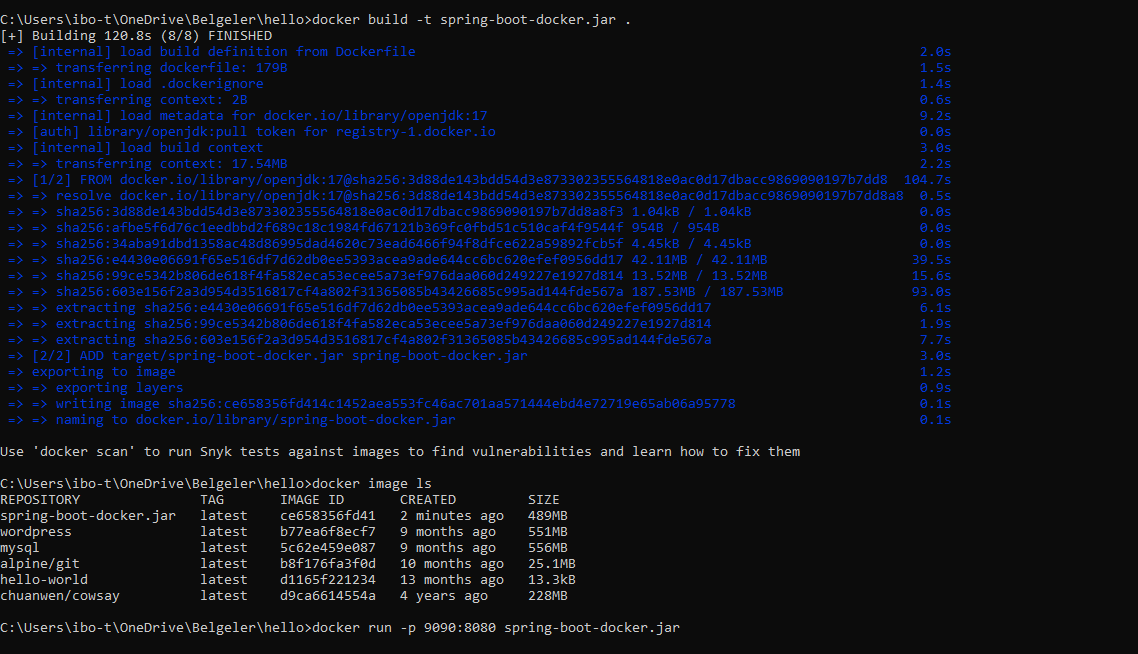 C:\Users\ibo-t\OneDrive\Belgeler\hello>docker build -t spring-boot-docker.jar .
[+] Building 120.8s (8/8) FINISHED
=> [internal] load build definition from Dockerfile 2.0s
=> => transferring dockerfile: 179B 1.5s
=> [internal] load .dockerignore 1.4s
=> => transferring context: 2B 0.6s
=> [internal] load metadata for docker.io/library/openjdk:17 9.2s
=> [auth] library/openjdk:pull token for registry-1.docker.io 0.0s
=> [internal] load build context 3.0s
=> => transferring context: 17.54MB 2.2s
=> [1/2] FROM docker.io/library/openjdk:17@sha256:3d88de143bdd54d3e873302355564818e0ac0d17dbacc9869090197b7dd8 104.7s
=> => resolve docker.io/library/openjdk:17@sha256:3d88de143bdd54d3e873302355564818e0ac0d17dbacc9869090197b7dd8a8 0.5s
=> => sha256:3d88de143bdd54d3e873302355564818e0ac0d17dbacc9869090197b7dd8a8f3 1.04kB / 1.04kB 0.0s
=> => sha256:afbe5f6d76c1eedbbd2f689c18c1984fd67121b369fc0fbd51c510caf4f9544f 954B / 954B 0.0s
=> => sha256:34aba91dbd1358ac48d86995dad4620c73ead6466f94f8dfce622a59892fcb5f 4.45kB / 4.45kB 0.0s
=> => sha256:e4430e06691f65e516df7d62db0ee5393acea9ade644cc6bc620efef0956dd17 42.11MB / 42.11MB 39.5s
=> => sha256:99ce5342b806de618f4fa582eca53ecee5a73ef976daa060d249227e1927d814 13.52MB / 13.52MB 15.6s
=> => sha256:603e156f2a3d954d3516817cf4a802f31365085b43426685c995ad144fde567a 187.53MB / 187.53MB 93.0s
=> => extracting sha256:e4430e06691f65e516df7d62db0ee5393acea9ade644cc6bc620efef0956dd17 6.1s
=> => extracting sha256:99ce5342b806de618f4fa582eca53ecee5a73ef976daa060d249227e1927d814 1.9s
=> => extracting sha256:603e156f2a3d954d3516817cf4a802f31365085b43426685c995ad144fde567a 7.7s
=> [2/2] ADD target/spring-boot-docker.jar spring-boot-docker.jar 3.0s
=> exporting to image 1.2s
=> => exporting layers 0.9s
=> => writing image sha256:ce658356fd414c1452aea553fc46ac701aa571444ebd4e72719e65ab06a95778 0.1s
=> => naming to docker.io/library/spring-boot-docker.jar 0.1s
Use 'docker scan' to run Snyk tests against images to find vulnerabilities and learn how to fix them
C:\Users\ibo-t\OneDrive\Belgeler\hello>docker image ls
REPOSITORY TAG IMAGE ID CREATED SIZE
spring-boot-docker.jar latest ce658356fd41 2 minutes ago 489MB
wordpress latest b77ea6f8ecf7 9 months ago 551MB
mysql latest 5c62e459e087 9 months ago 556MB
alpine/git latest b8f176fa3f0d 10 months ago 25.1MB
hello-world latest d1165f221234 13 months ago 13.3kB
chuanwen/cowsay latest d9ca6614554a 4 years ago 228MB
C:\Users\ibo-t\OneDrive\Belgeler\hello>docker run -p 9090:8080 spring-boot-docker.jar